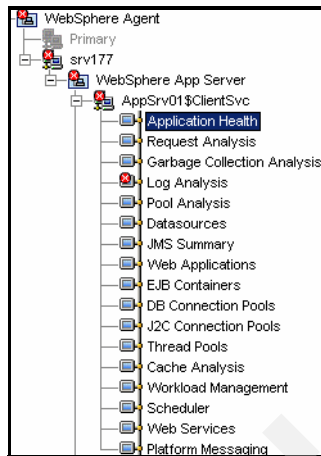 WebSphere Agent
Primary
srv177
WebSphere App Server
AppSrv01$ClientSvc
Application Health
Request Analysis
Garbage Collection Analysis
Log Analysis
Pool Analysis
Datasources
JMS Summary
Web Applications
EJB Containers
DB Connection Pools
J2C Connection Pools
Thread Pools
Cache Analysis
Workload Management
Scheduler
Web Services
Platform Messaging